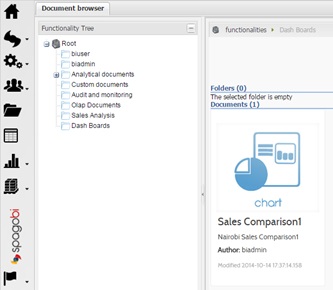 Document browser
Functionality Tree
Root
biuser
biadmin
Analytical documents
Custom documents
Audit and monitoring
Olap Documents
Sales Analysis
Dash Boards
spagobi
functionalities › Dash Boards
Folders (0)
The selected folder is empty
Documents (1)
chart
Sales Comparison1
Nairobi Sales Comparison1
Author: biadmin
Modified 2014-10-14 17:37:14.158